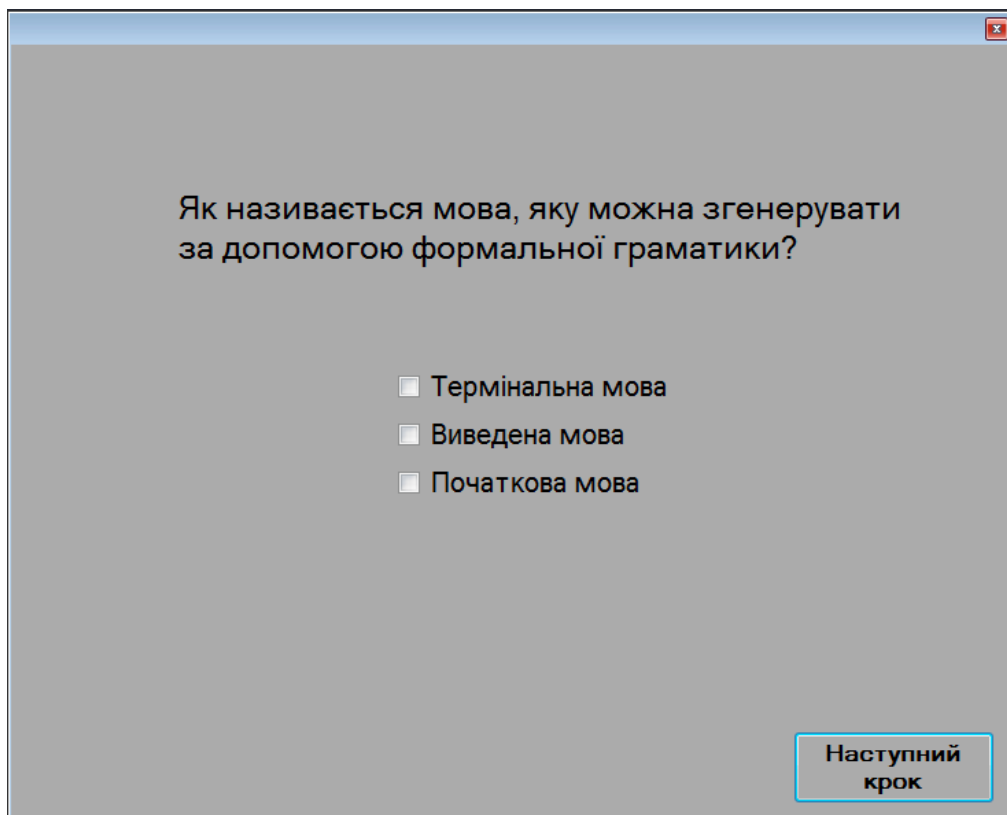 Як називається мова, яку можна згенерувати
за допомогою формальної граматики?
Термінальна мова
Виведена мова
Початкова мова
Наступний
крок